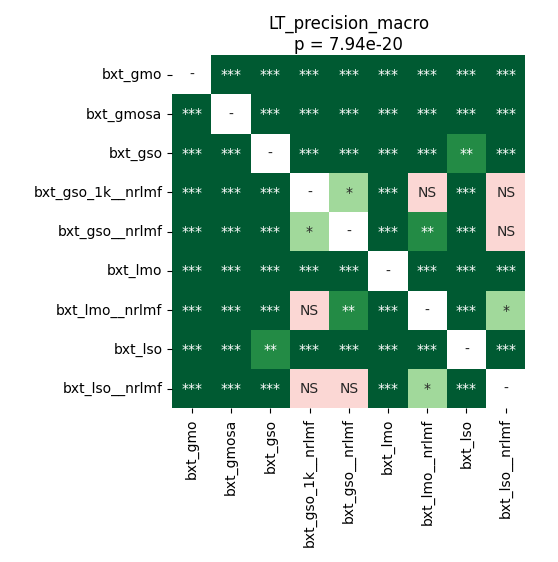 LT_precision_macro
p = 7.94e-20
bxt_gmo - *** *** *** *** *** *** *** ***
bxt_gmosa *** - *** *** *** *** *** *** ***
bxt_gso *** *** - *** *** *** *** ** ***
bxt_gso_1k__nrlmf *** *** *** - * *** NS *** NS
bxt_gso__nrlmf *** *** *** * - *** ** *** NS
bxt_lmo *** *** *** *** *** - *** *** ***
bxt_lmo__nrlmf *** *** *** NS ** *** - *** *
bxt_lso *** *** ** *** *** *** *** - ***
bxt_lso__nrlmf *** *** *** NS NS *** * *** -
bxt_gmo
bxt_gmosa
bxt_gso
bxt_gso_1k__nrlmf
bxt_gso__nrlmf
bxt_lmo
bxt_lmo__nrlmf
bxt_lso
bxt_lso__nrlmf